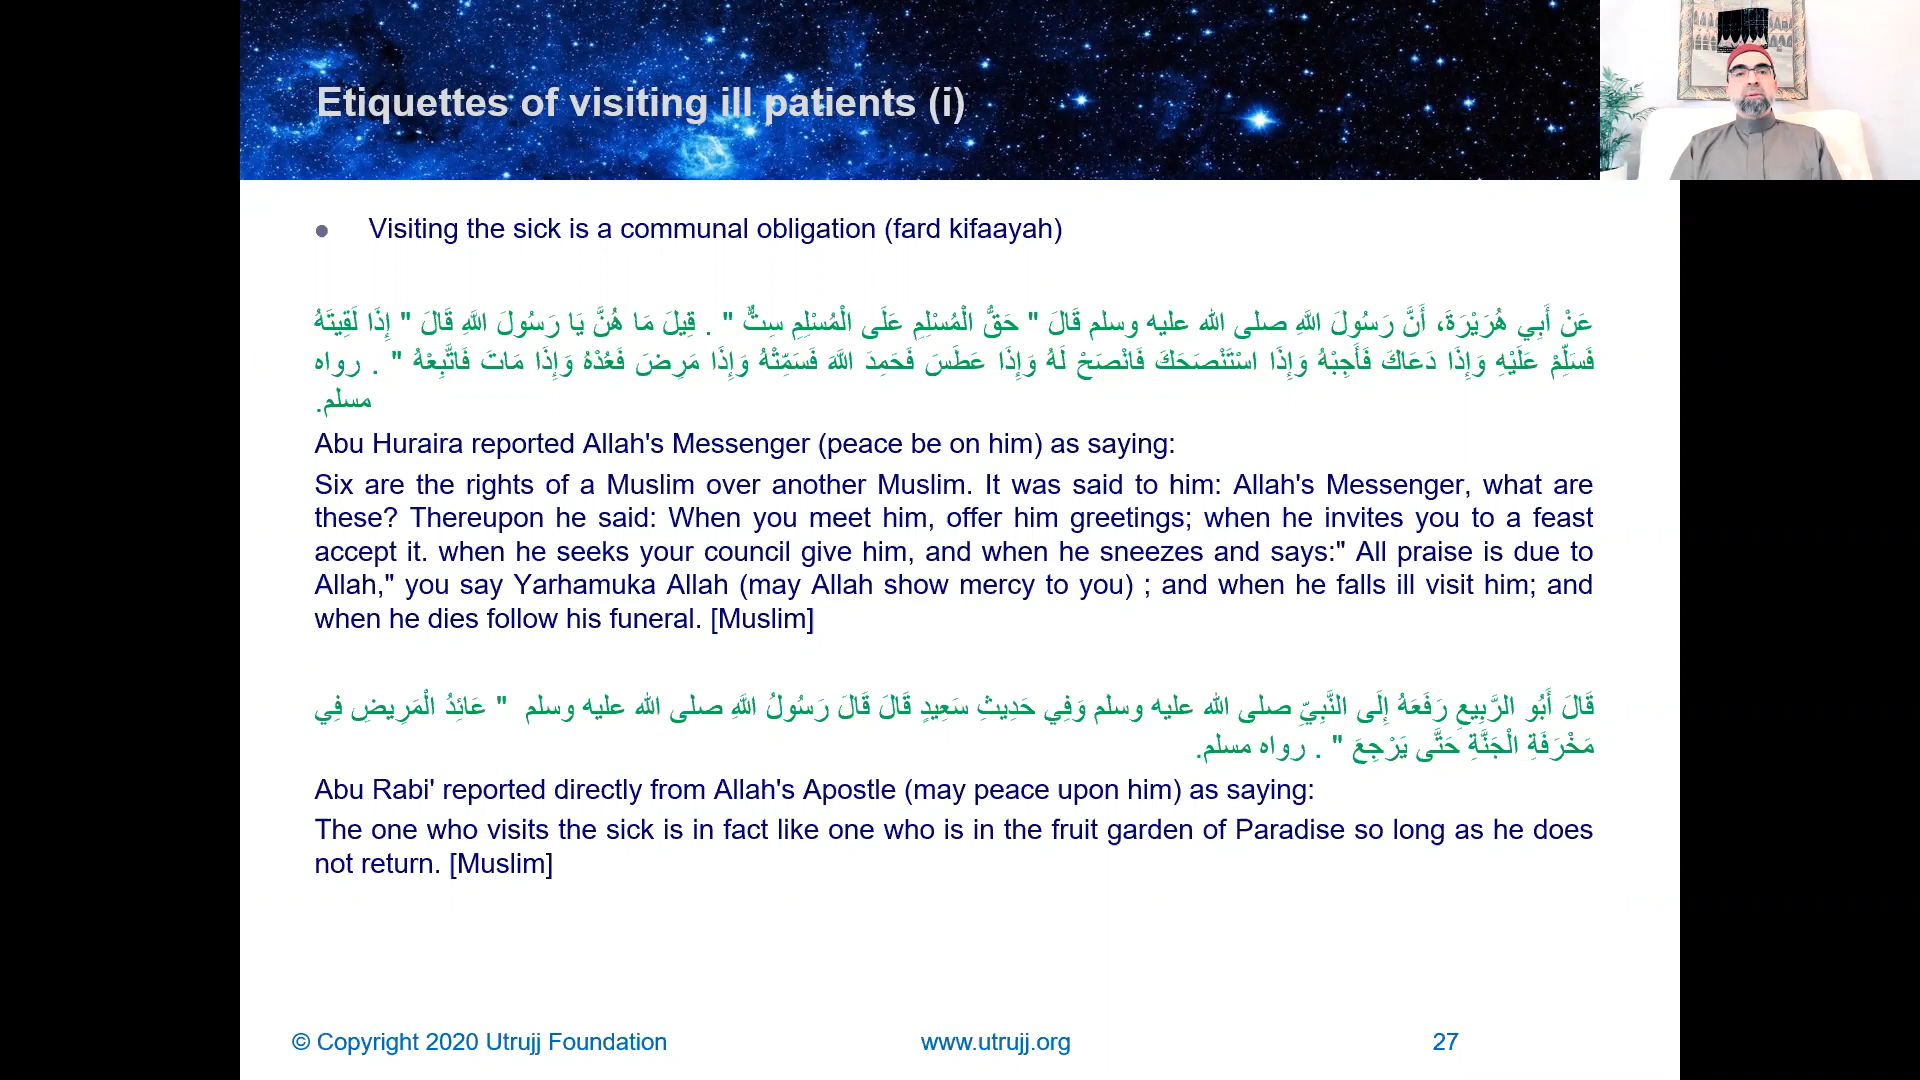 Etiquettes of visiting ill patients (i)
Visiting the sick is a communal obligation (fard kifaayah)
عَنْ أَبِي هُرَيْرَةَ، أَنَّ رَسُولَ اللَّهِ صلى الله عليه وسلم قَالَ " حَقُّ الْمُسْلِمِ عَلَى الْمُسْلِمِ سِتٌّ " . قِيلَ مَا هُنَّ يَا رَسُولَ اللَّهِ قَالَ " إِذَا لَقِيتَهُ
فَسَلِّمْ عَلَيْهِ وَإِذَا دَعَاكَ فَأَجِبْهُ وَإِذَا اسْتَنْصَحَكَ فَانْصَحْ لَهُ وَإِذَا عَطَسَ فَحَمِدَ اللَّهَ فَسَمِّتْهُ وَإِذَا مَرِضَ فَعُدْهُ وَإِذَا مَاتَ فَاتَّبِعْهُ " . رواه
مسلم.
Abu Huraira reported Allah's Messenger (peace be on him) as saying:
Six are the rights of a Muslim over another Muslim. It was said to him: Allah's Messenger, what are
these? Thereupon he said: When you meet him, offer him greetings; when he invites you to a feast
accept it. when he seeks your council give him, and when he sneezes and says:" All praise is due to
Allah," you say Yarhamuka Allah (may Allah show mercy to you) ; and when he falls ill visit him; and
when he dies follow his funeral. [Muslim]
قَالَ أَبُو الرَّبِيعِ رَفَعَهُ إِلَى النَّبِيِّ صلى الله عليه وسلم وَفِي حَدِيثِ سَعِيدٍ قَالَ قَالَ رَسُولُ اللَّهِ صلى الله عليه وسلم " عَائِدُ الْمَرِيضِ فِي
مَخْرَفَةِ الْجَنَّةِ حَتَّى يَرْجِعَ " . رواه مسلم.
Abu Rabi' reported directly from Allah's Apostle (may peace upon him) as saying:
The one who visits the sick is in fact like one who is in the fruit garden of Paradise so long as he does
not return. [Muslim]
© Copyright 2020 Utrujj Foundation
www.utrujj.org
27